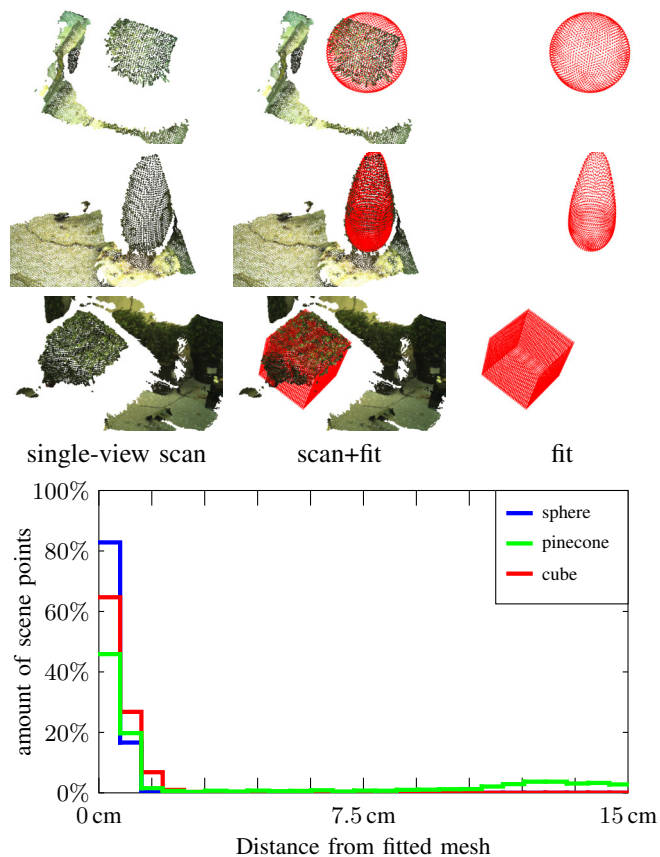 single-view scan scan+fit fit
100%
80%
60%
40%
20%
0%
amount of scene points
sphere
pinecone
cube
0 cm 7.5 cm 15 cm
Distance from fitted mesh